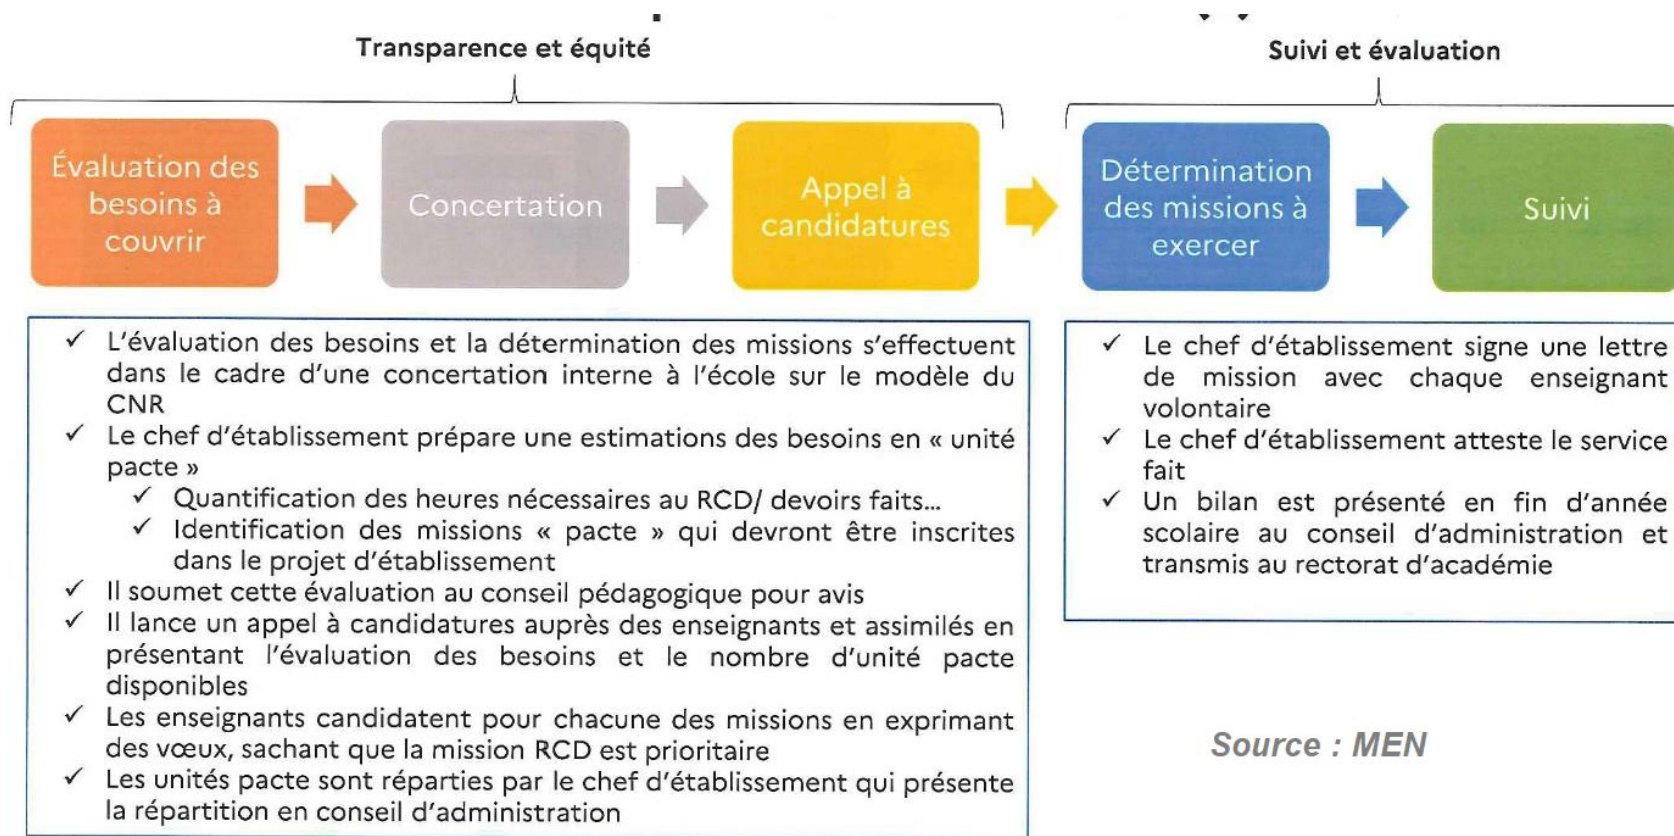 Transparence et équité
Suivi et évaluation
Évaluation des
besoins à
couvrir
Concertation
Appel à
candidatures
Détermination
des missions à
exercer
Suivi
✓ L'évaluation des besoins et la détermination des missions s'effectuent
dans le cadre d'une concertation interne à l'école sur le modèle du
CNR
✓ Le chef d'établissement prépare une estimations des besoins en « unité
pacte »
✓ Quantification des heures nécessaires au RCD/ devoirs faits...
✓ Identification des missions « pacte » qui devront être inscrites
dans le projet d'établissement
✓ Il soumet cette évaluation au conseil pédagogique pour avis
✓ Il lance un appel à candidatures auprès des enseignants et assimilés en
présentant l'évaluation des besoins et le nombre d'unité pacte
disponibles
✓ Les enseignants candidatent pour chacune des missions en exprimant
des vœux, sachant que la mission RCD est prioritaire
✓ Les unités pacte sont réparties par le chef d'établissement qui présente
la répartition en conseil d'administration
✓ Le chef d'établissement signe une lettre
de mission avec chaque enseignant
volontaire
✓ Le chef d'établissement atteste le service
fait
✓ Un bilan est présenté en fin d'année
scolaire au conseil d'administration et
transmis au rectorat d'académie
Source : MEN